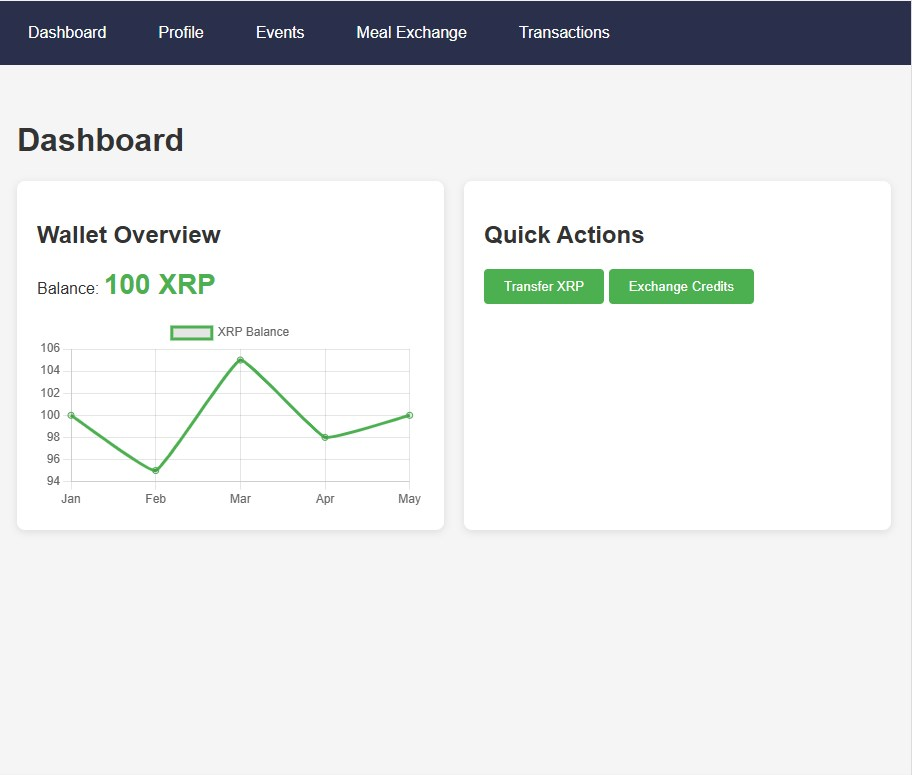 Dashboard Profile Events Meal Exchange Transactions
Dashboard
Wallet Overview
Balance: 100 XRP
XRP Balance
106
104
102
100
98
96
94
Jan Feb Mar Apr May
Quick Actions
Transfer XRP Exchange Credits